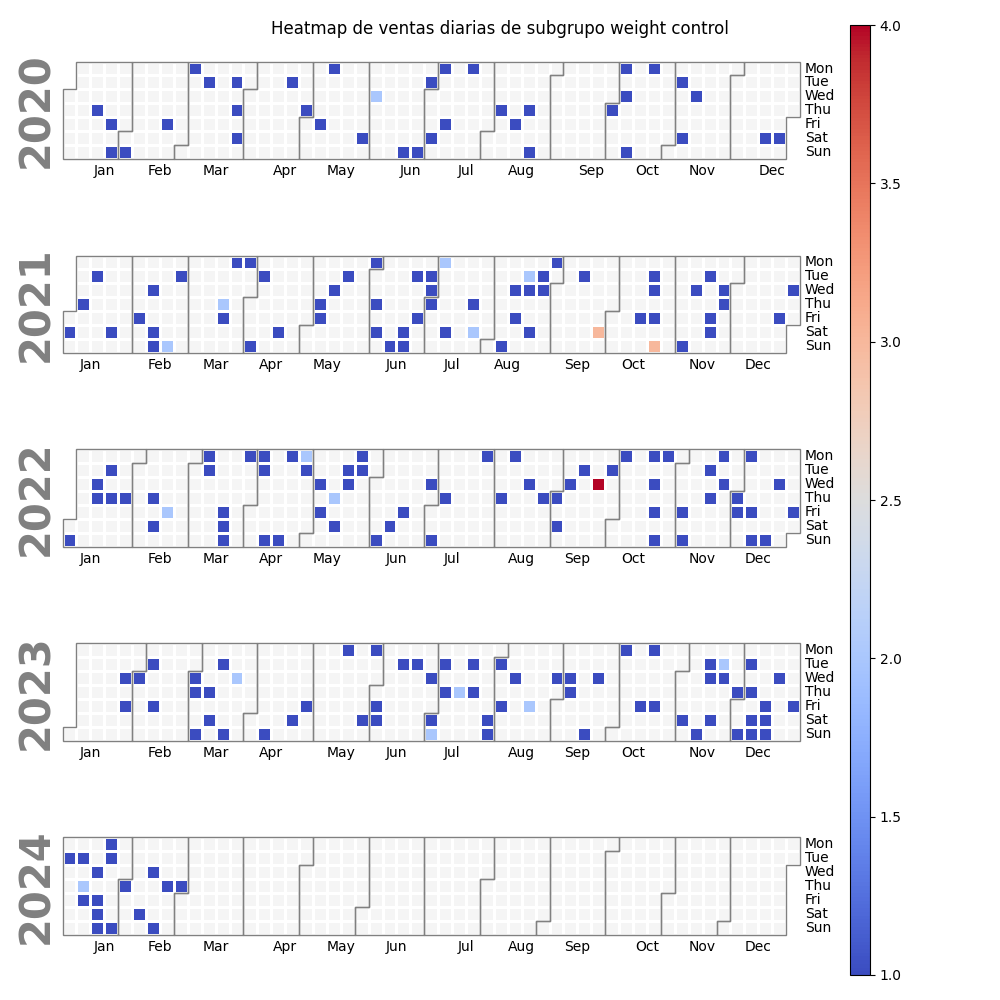 Heatmap de ventas diarias de subgrupo weight control
2020
Mon
Tue
Wed
Thu
Fri
Sat
Sun
Jan Feb Mar Apr May Jun Jul Aug Sep Oct Nov Dec
2021
Mon
Tue
Wed
Thu
Fri
Sat
Sun
Jan Feb Mar Apr May Jun Jul Aug Sep Oct Nov Dec
2022
Mon
Tue
Wed
Thu
Fri
Sat
Sun
Jan Feb Mar Apr May Jun Jul Aug Sep Oct Nov Dec
2023
Mon
Tue
Wed
Thu
Fri
Sat
Sun
Jan Feb Mar Apr May Jun Jul Aug Sep Oct Nov Dec
2024
Mon
Tue
Wed
Thu
Fri
Sat
Sun
Jan Feb Mar Apr May Jun Jul Aug Sep Oct Nov Dec
4.0
3.5
3.0
2.5
2.0
1.5
1.0